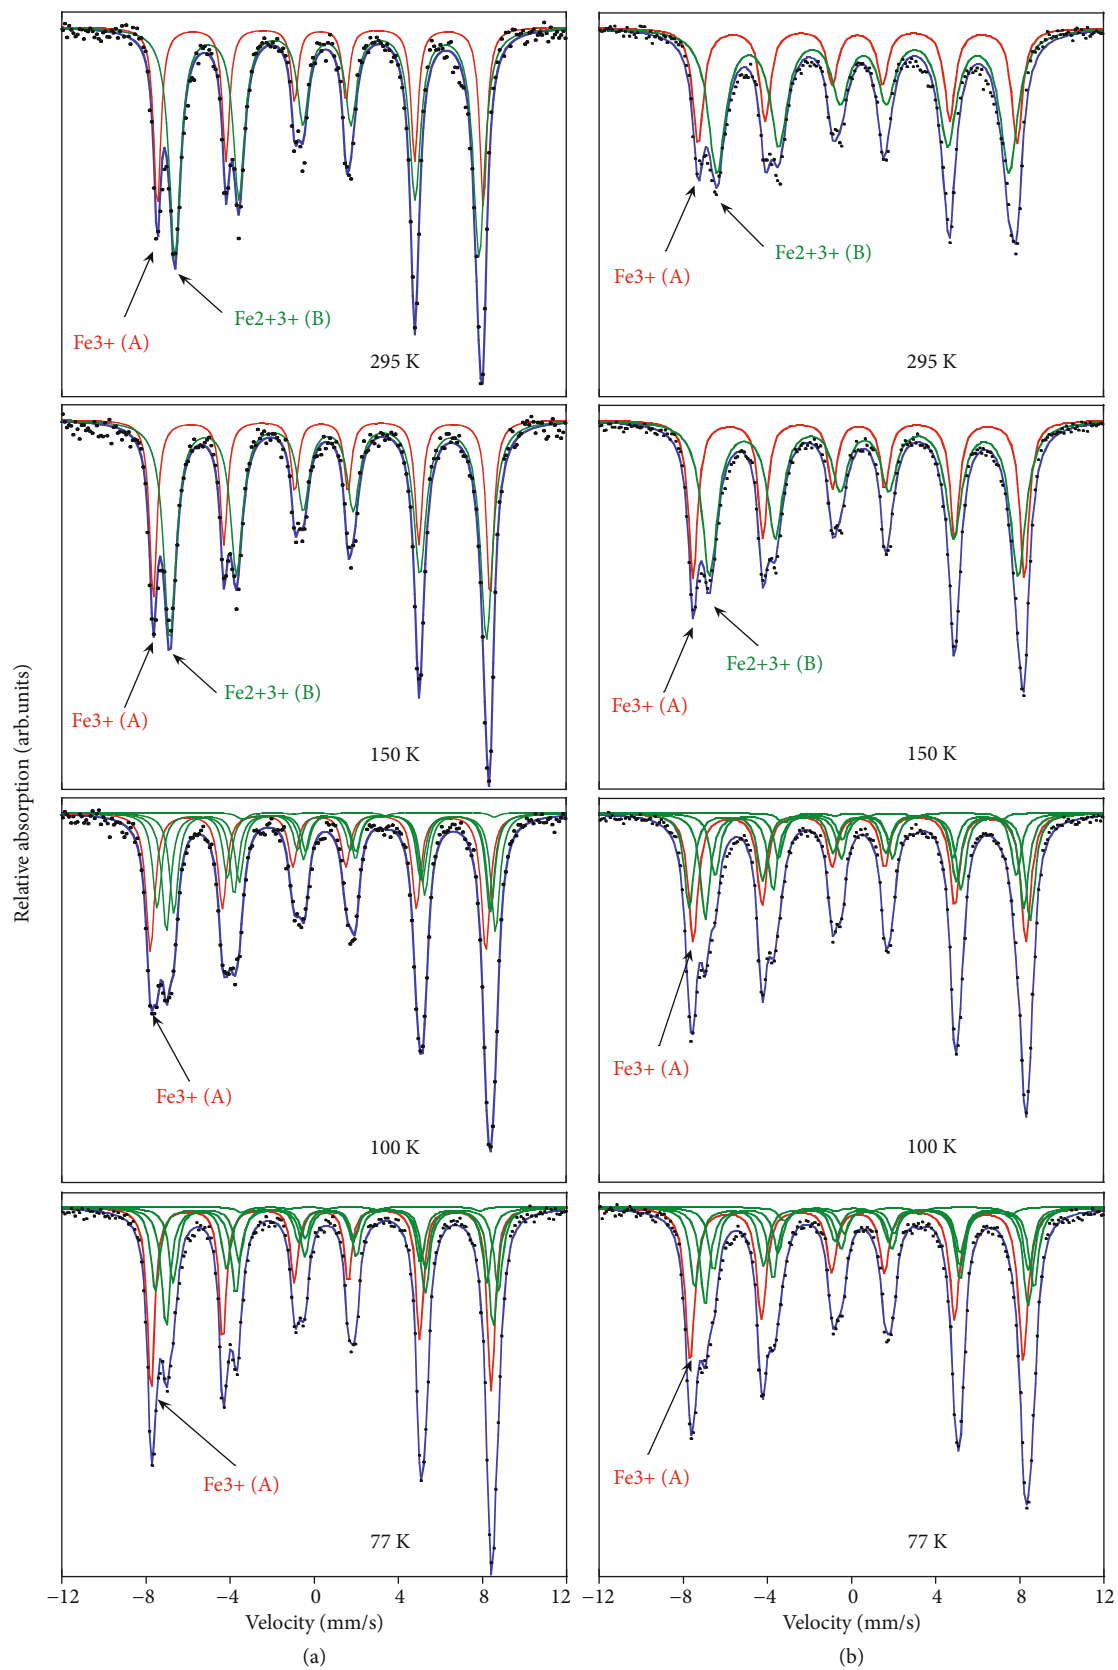 Relative absorption (arb.units)
Fe3+ (A)
Fe2+3+ (B)
295 K
Fe3+ (A)
Fe2+3+ (B)
295 K
Fe3+ (A)
Fe2+3+ (B)
150 K
Fe3+ (A)
Fe2+3+ (B)
150 K
Fe3+ (A)
100 K
Fe3+ (A)
100 K
Fe3+ (A)
77 K
Fe3+ (A)
77 K
−12 −8 −4 0 4 8 12
−12 −8 −4 0 4 8 12
Velocity (mm/s)
Velocity (mm/s)
(a)
(b)